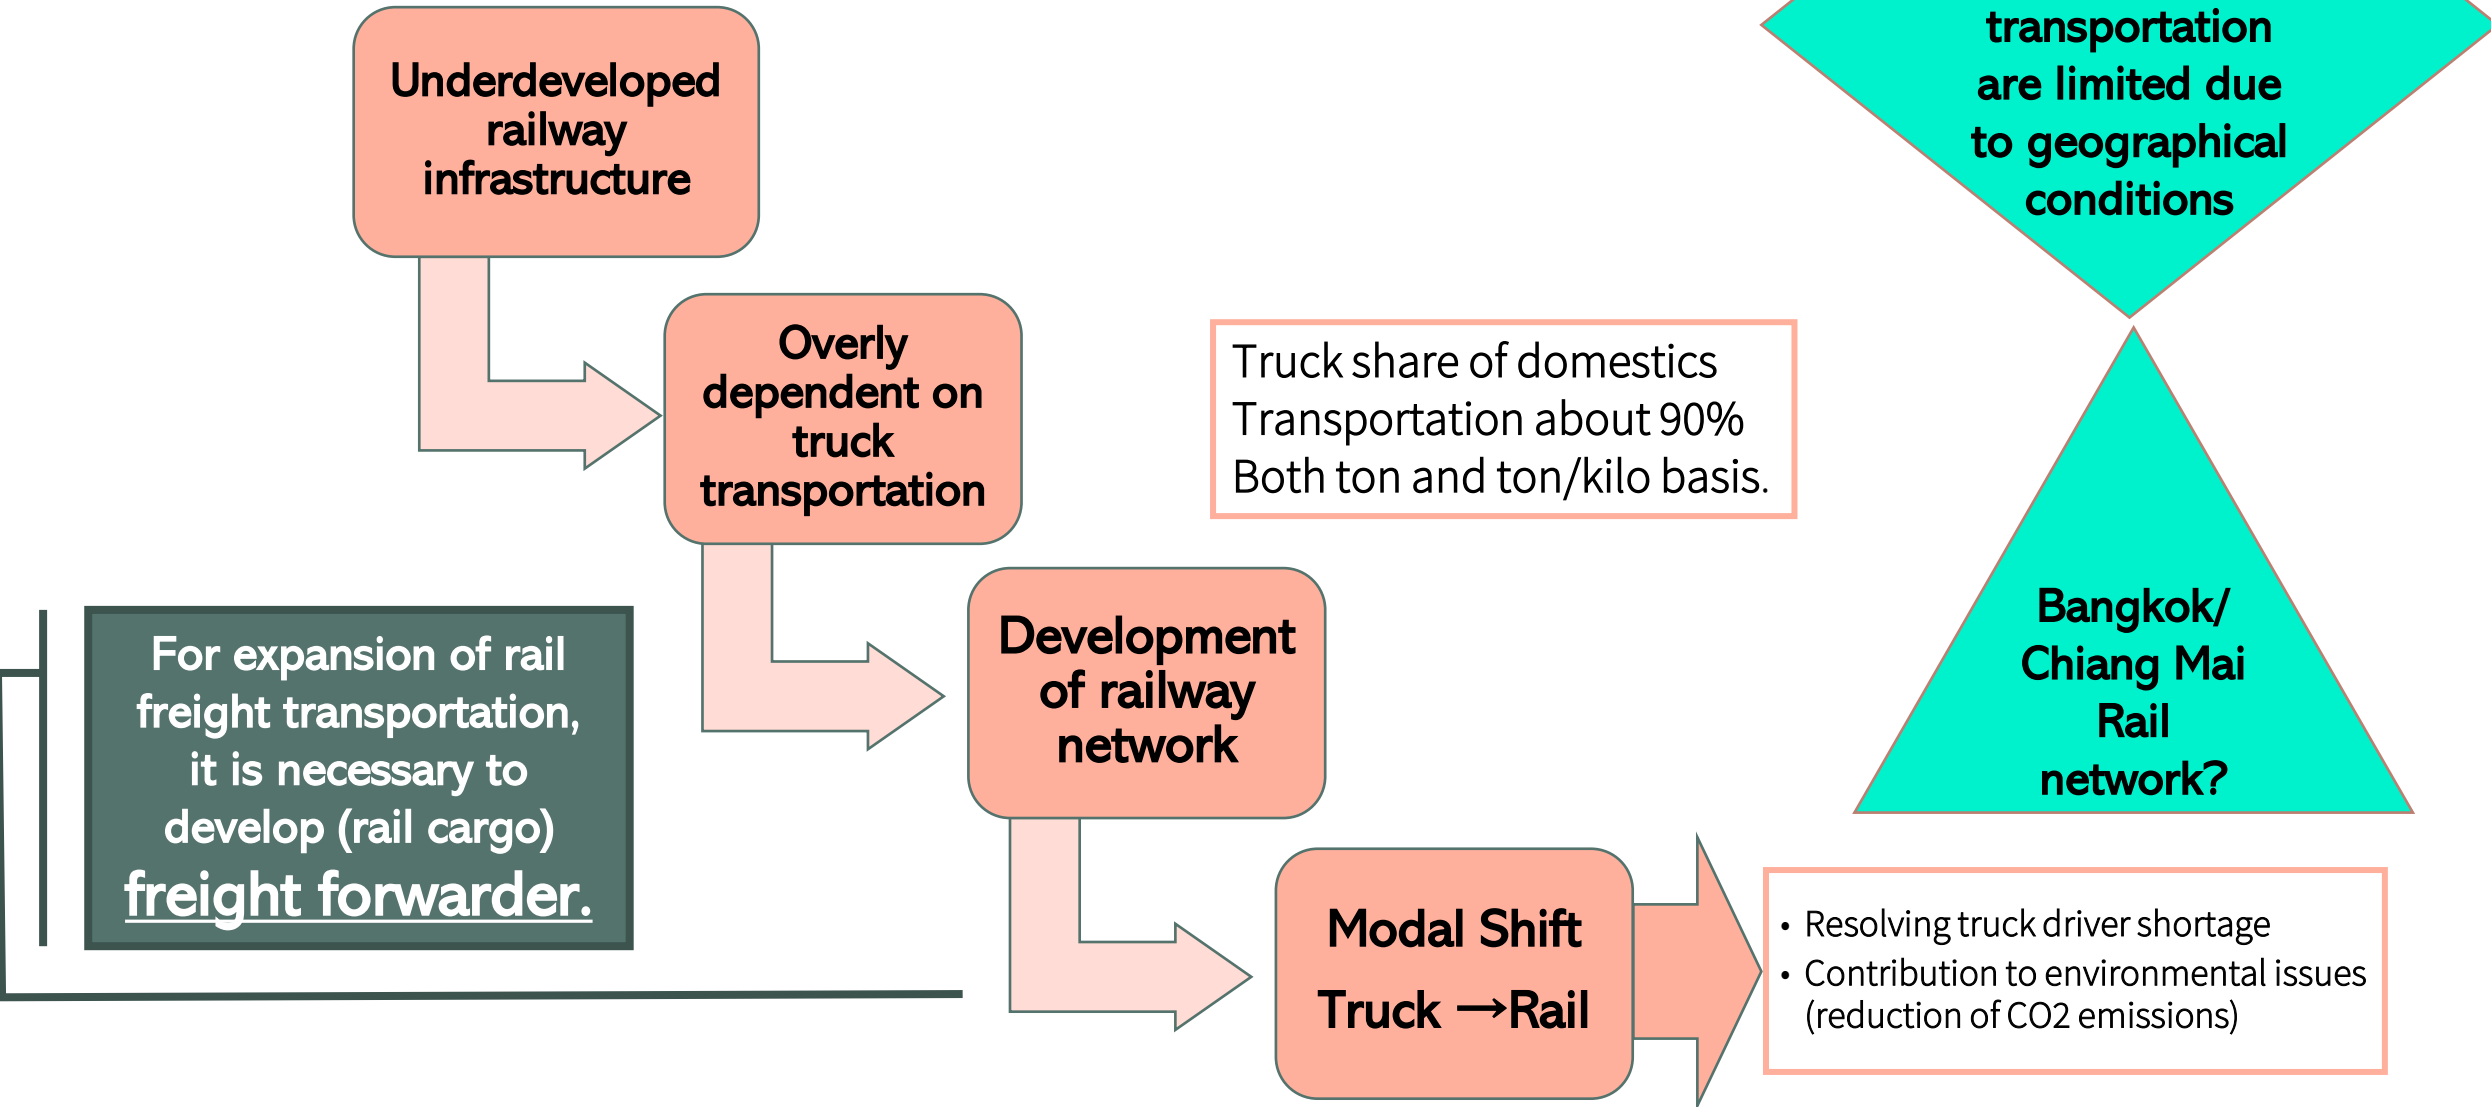 Underdeveloped
railway
infrastructure
transportation
are limited due
to geographical
conditions
Overly
dependent on
truck
transportation
Truck share of domestics
Transportation about 90%
Both ton and ton/kilo basis.
For expansion of rail
freight transportation,
it is necessary to
develop (rail cargo)
freight forwarder.
Development
of railway
network
Bangkok/
Chiang Mai
Rail
network?
Modal Shift
Truck →Rail
• Resolving truck driver shortage
• Contribution to environmental issues
(reduction of CO2 emissions)